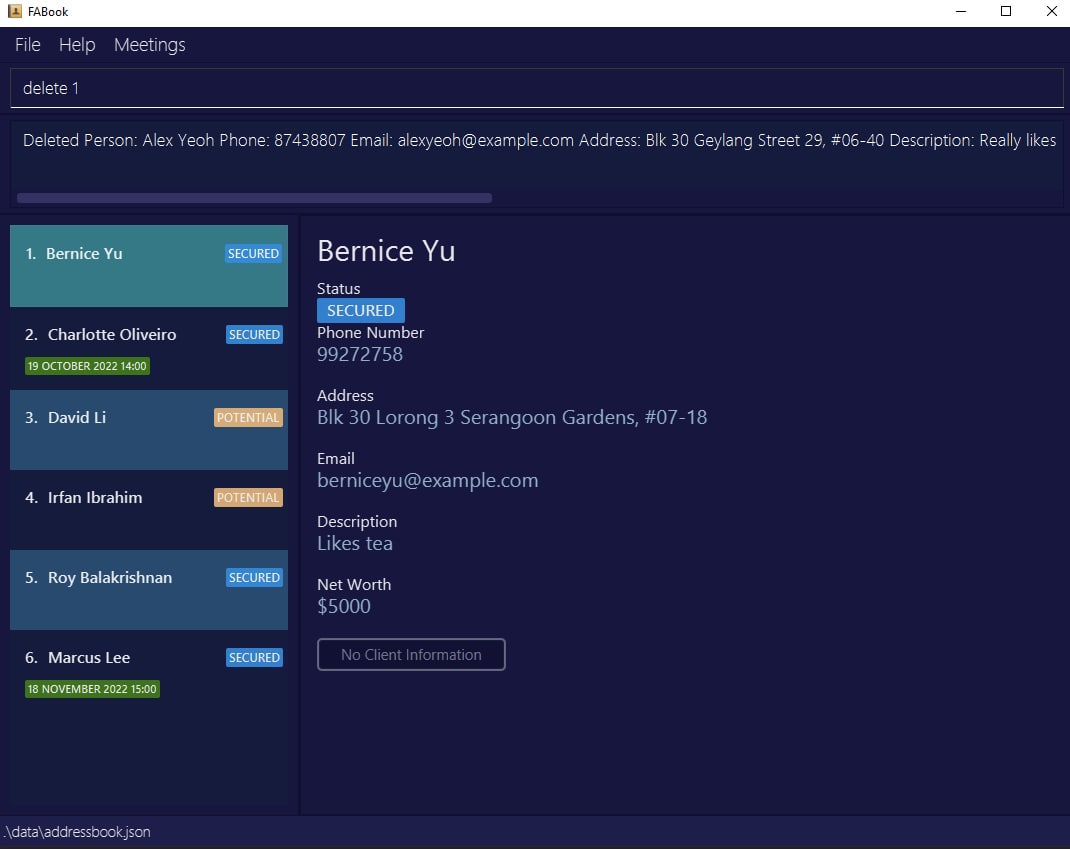 FABook
File Help Meetings
delete 1
Deleted Person: Alex Yeoh Phone: 87438807 Email: alexyeoh@example.com Address: Blk 30 Geylang Street 29, #06-40 Description: Really likes
1. Bernice Yu SECURED
2. Charlotte Oliveiro SECURED
19 OCTOBER 2022 14:00
3. David Li POTENTIAL
4. Irfan Ibrahim POTENTIAL
5. Roy Balakrishnan SECURED
6. Marcus Lee SECURED
18 NOVEMBER 2022 15:00
Bernice Yu
Status
SECURED
Phone Number
99272758
Address
Blk 30 Lorong 3 Serangoon Gardens, #07-18
Email
berniceyu@example.com
Description
Likes tea
Net Worth
$5000
No Client Information
.\data\addressbook.json